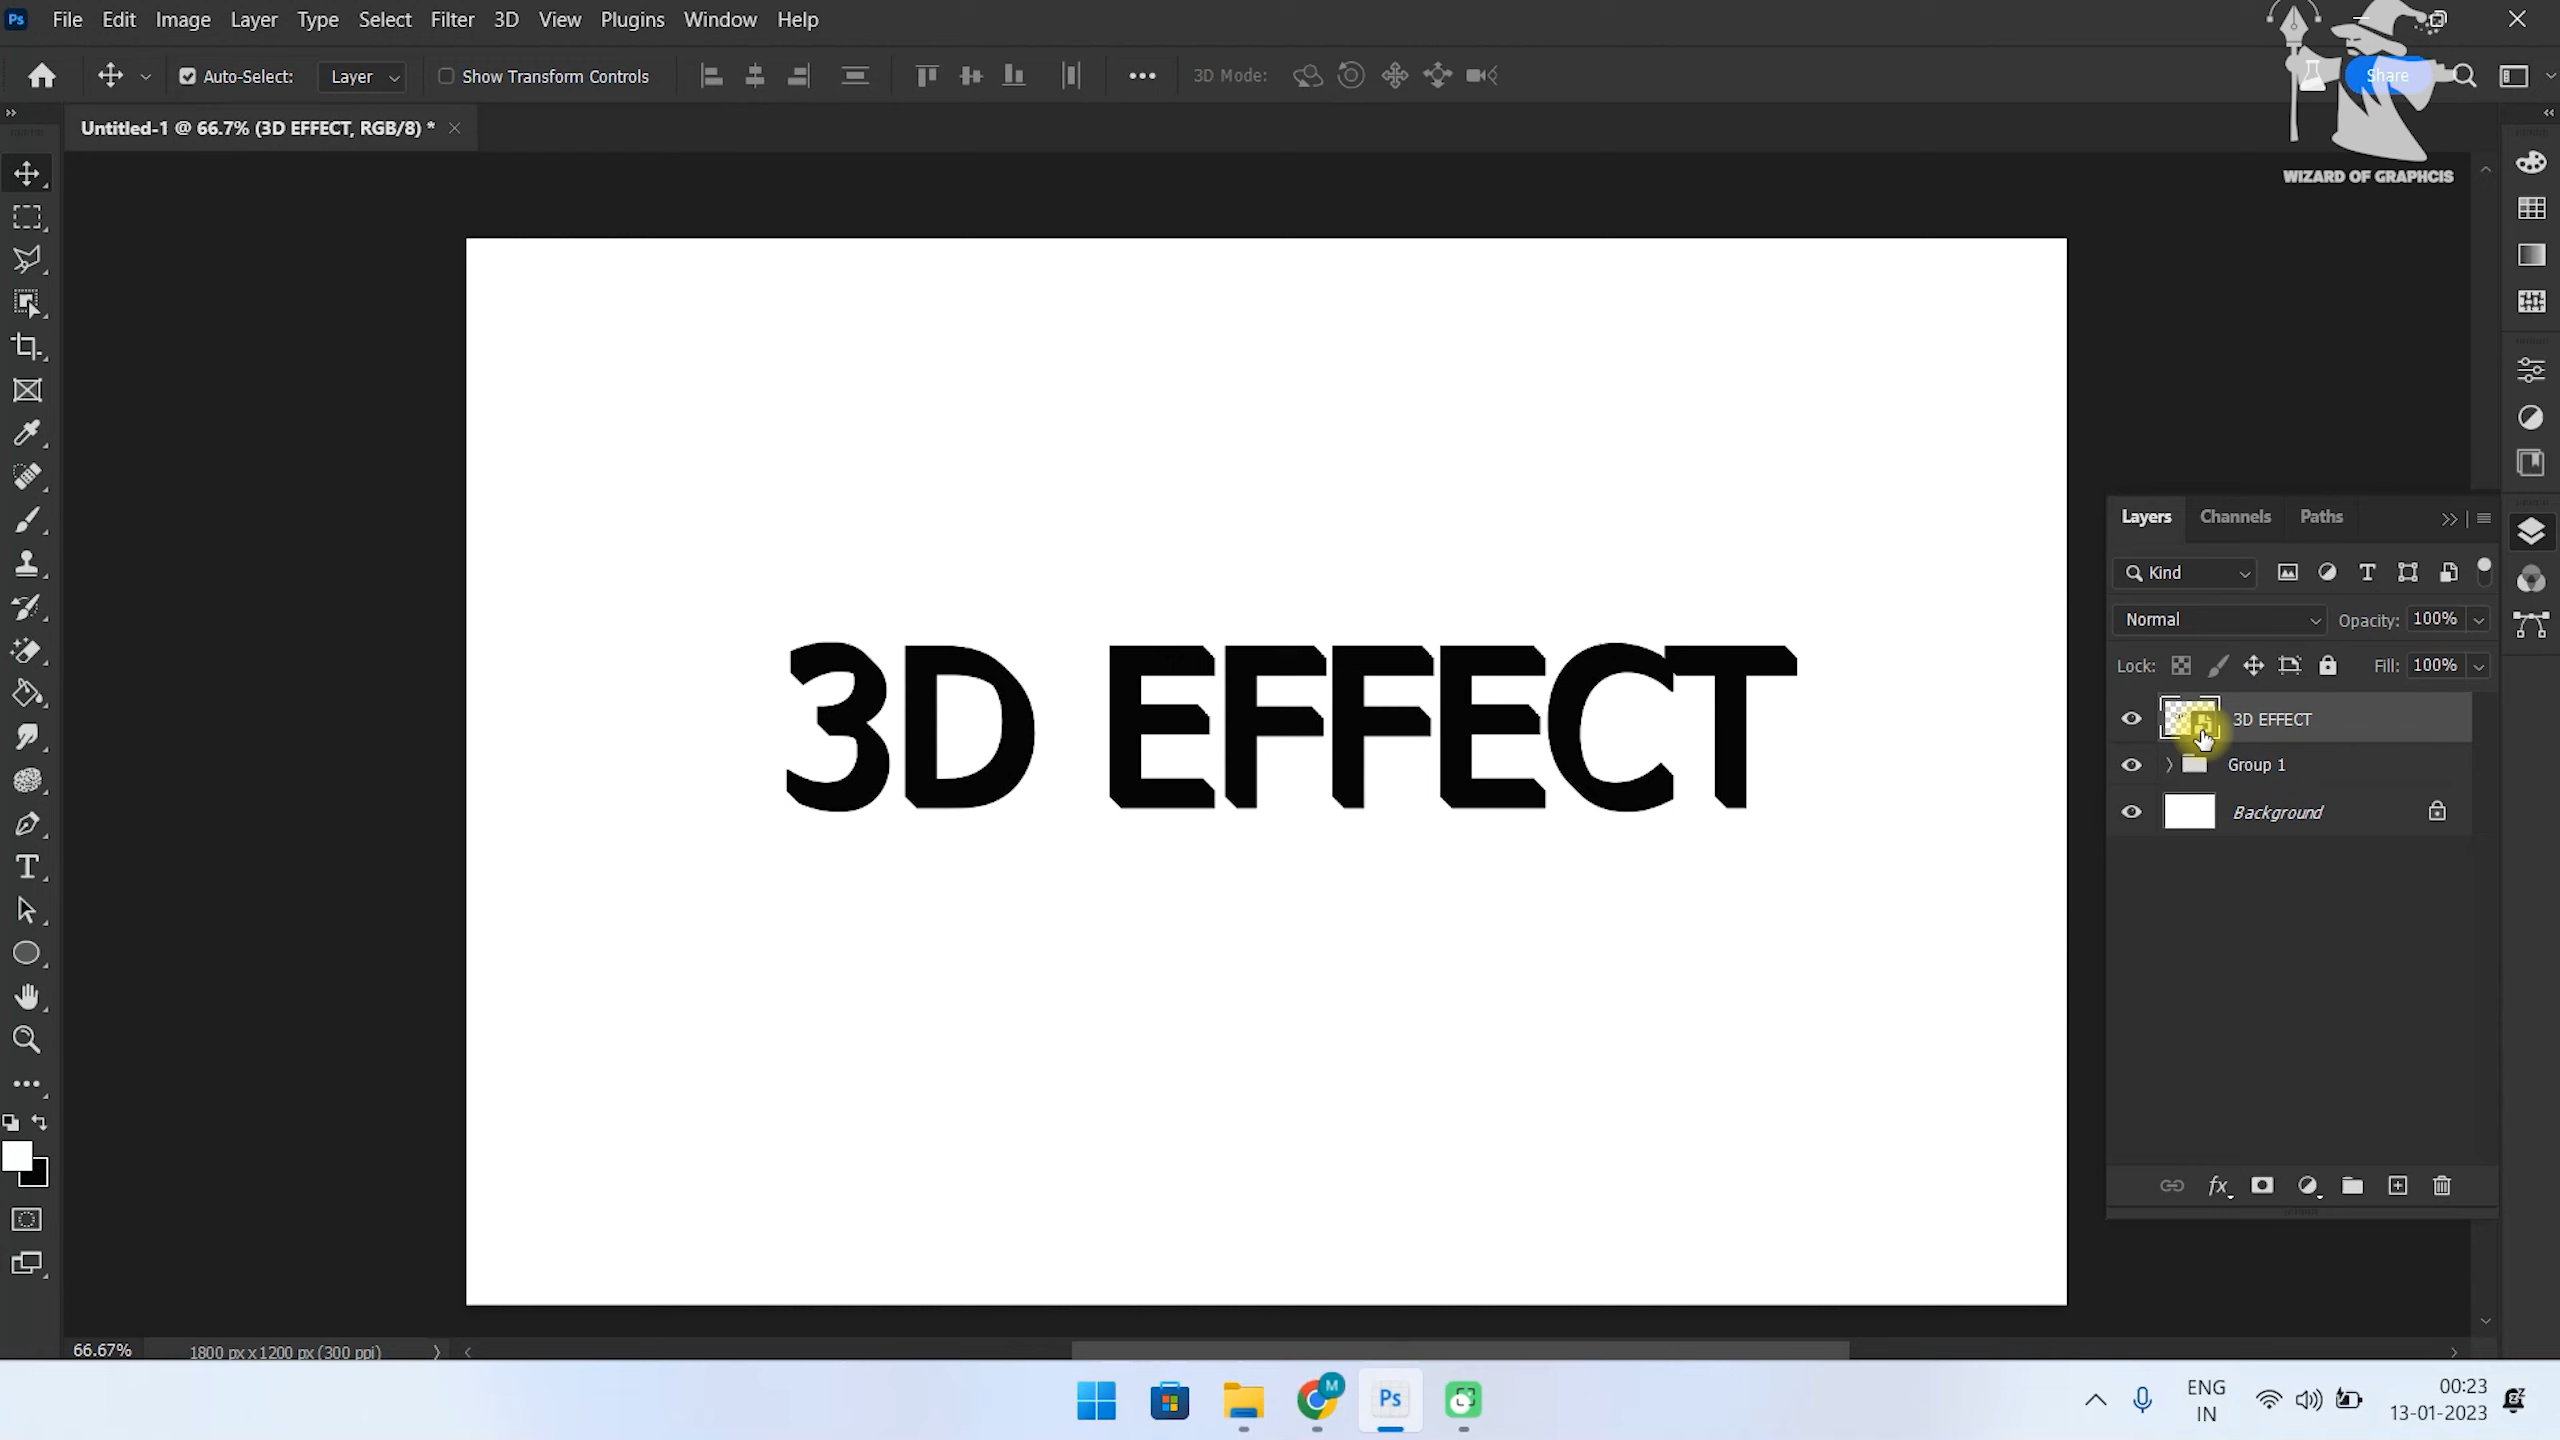 Ps File Edit Image Layer Type Select Filter 3D View Plugins Window Help
Auto-Select: Layer Show Transform Controls 3D Mode: Share
Untitled-1 @ 66.7% (3D EFFECT, RGB/8) *
WIZARD OF GRAPHCIS
3D EFFECT
Layers Channels Paths
Kind
Normal Opacity: 100%
Lock: Fill: 100%
3D EFFECT
Group 1
Background
fx
66.67% 1800 px x 1200 px (300 ppi)
M
Ps
ENG
IN
00:23
13-01-2023